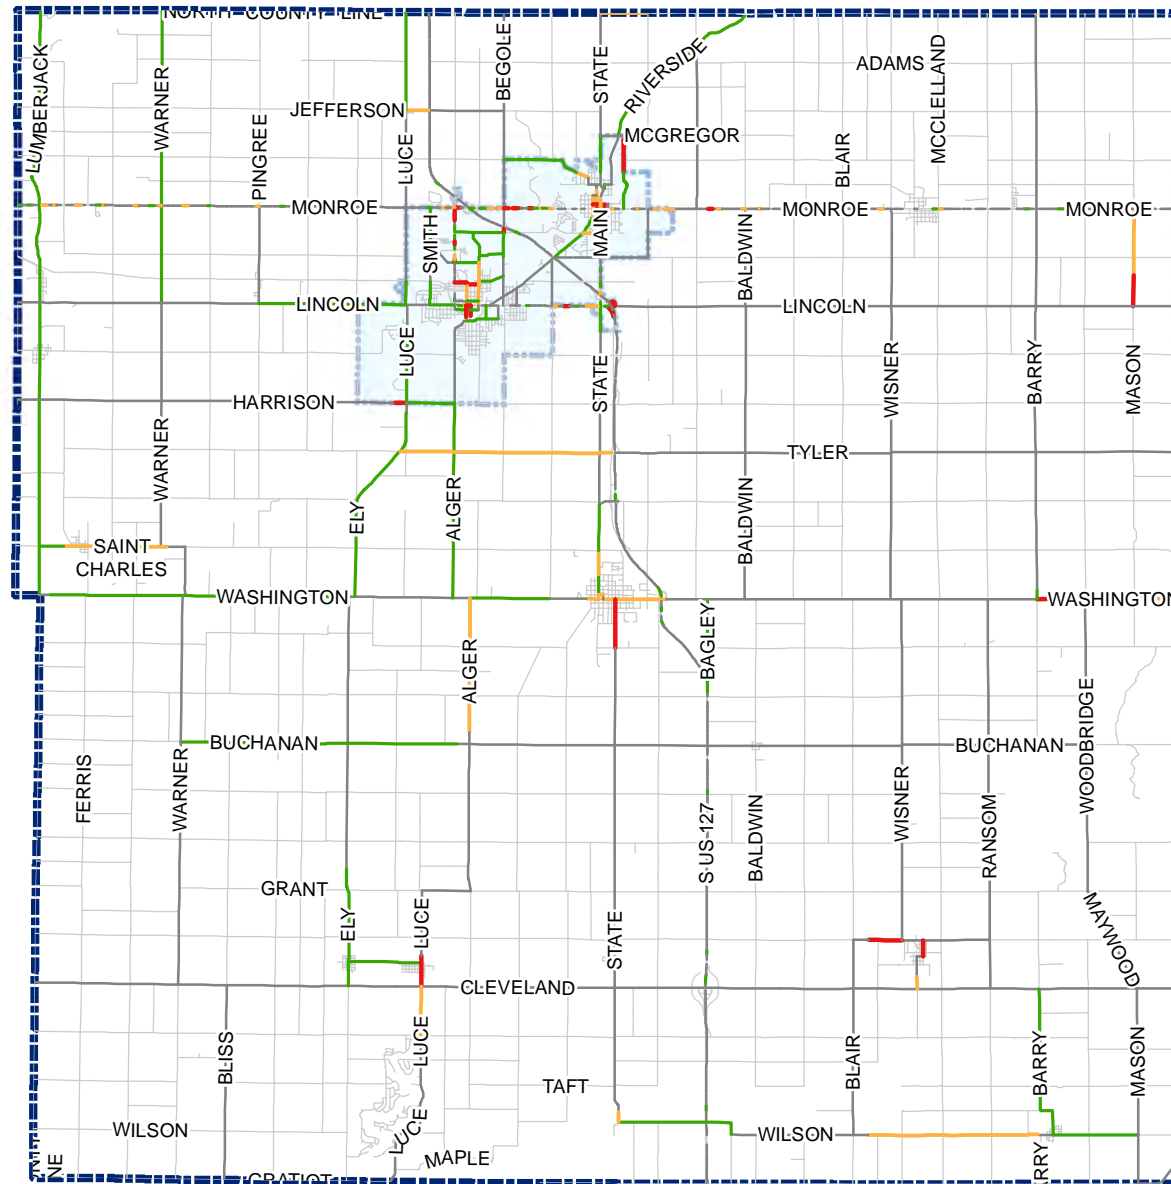 NORTH COUNTY LINE
LUMBERJACK
WARNER
PINGREE
JEFFERSON
LUCE
BEGOLE
STATE
RIVERSIDE
MCGREGOR
ADAMS
MCCLELLAND
BLAIR
MONROE
MONROE
MONROE
SMITH
MAIN
BALDWIN
LINCOLN
LINCOLN
LUCE
STATE
WISNER
BARRY
MASON
HARRISON
WARNER
TYLER
ELY
ALGER
BALDWIN
SAINT
CHARLES
WASHINGTON
WASHINGTON
ALGER
BAGLEY
WOODBRIDGE
BUCHANAN
BUCHANAN
FERRIS
WARNER
S US-127
BALDWIN
WISNER
RANSOM
GRANT
ELY
LUCE
STATE
MAYWOOD
CLEVELAND
BLISS
LUCE
TAFT
BLAIR
BARRY
MASON
WILSON
LUCE
MAPLE
WILSON
GRATIOT